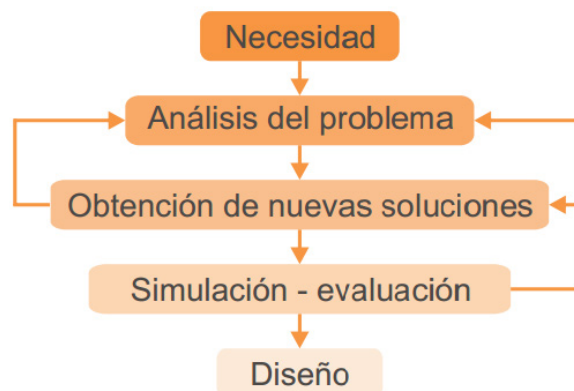 Necesidad
Análisis del problema
Obtención de nuevas soluciones
Simulación - evaluación
Diseño